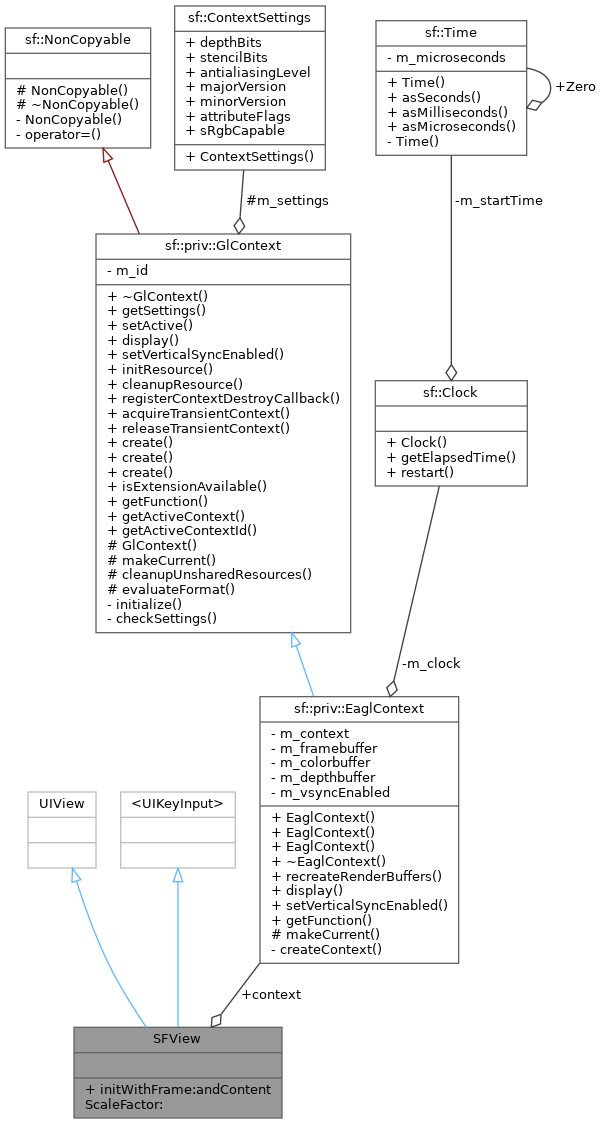 sf::NonCopyable
# NonCopyable()
# ~NonCopyable()
- NonCopyable()
- operator=()
sf::ContextSettings
+ depthBits
+ stencilBits
+ antialiasingLevel
+ majorVersion
+ minorVersion
+ attributeFlags
+ sRgbCapable
+ ContextSettings()
sf::Time
- m_microseconds
+ Time()
+ asSeconds()
+ asMilliseconds()
+ asMicroseconds()
- Time()
+Zero
#m_settings
-m_startTime
sf::priv::GlContext
- m_id
+ ~GlContext()
+ getSettings()
+ setActive()
+ display()
+ setVerticalSyncEnabled()
+ initResource()
+ cleanupResource()
+ registerContextDestroyCallback()
+ acquireTransientContext()
+ releaseTransientContext()
+ create()
+ create()
+ create()
+ isExtensionAvailable()
+ getFunction()
+ getActiveContext()
+ getActiveContextId()
# GlContext()
# makeCurrent()
# cleanupUnsharedResources()
# evaluateFormat()
- initialize()
- checkSettings()
sf::Clock
+ Clock()
+ getElapsedTime()
+ restart()
-m_clock
sf::priv::EaglContext
- m_context
- m_framebuffer
- m_colorbuffer
- m_depthbuffer
- m_vsyncEnabled
+ EaglContext()
+ EaglContext()
+ EaglContext()
+ ~EaglContext()
+ recreateRenderBuffers()
+ display()
+ setVerticalSyncEnabled()
+ getFunction()
# makeCurrent()
- createContext()
UIView
<UIKeyInput>
+context
SFView
+ initWithFrame:andContent
ScaleFactor: